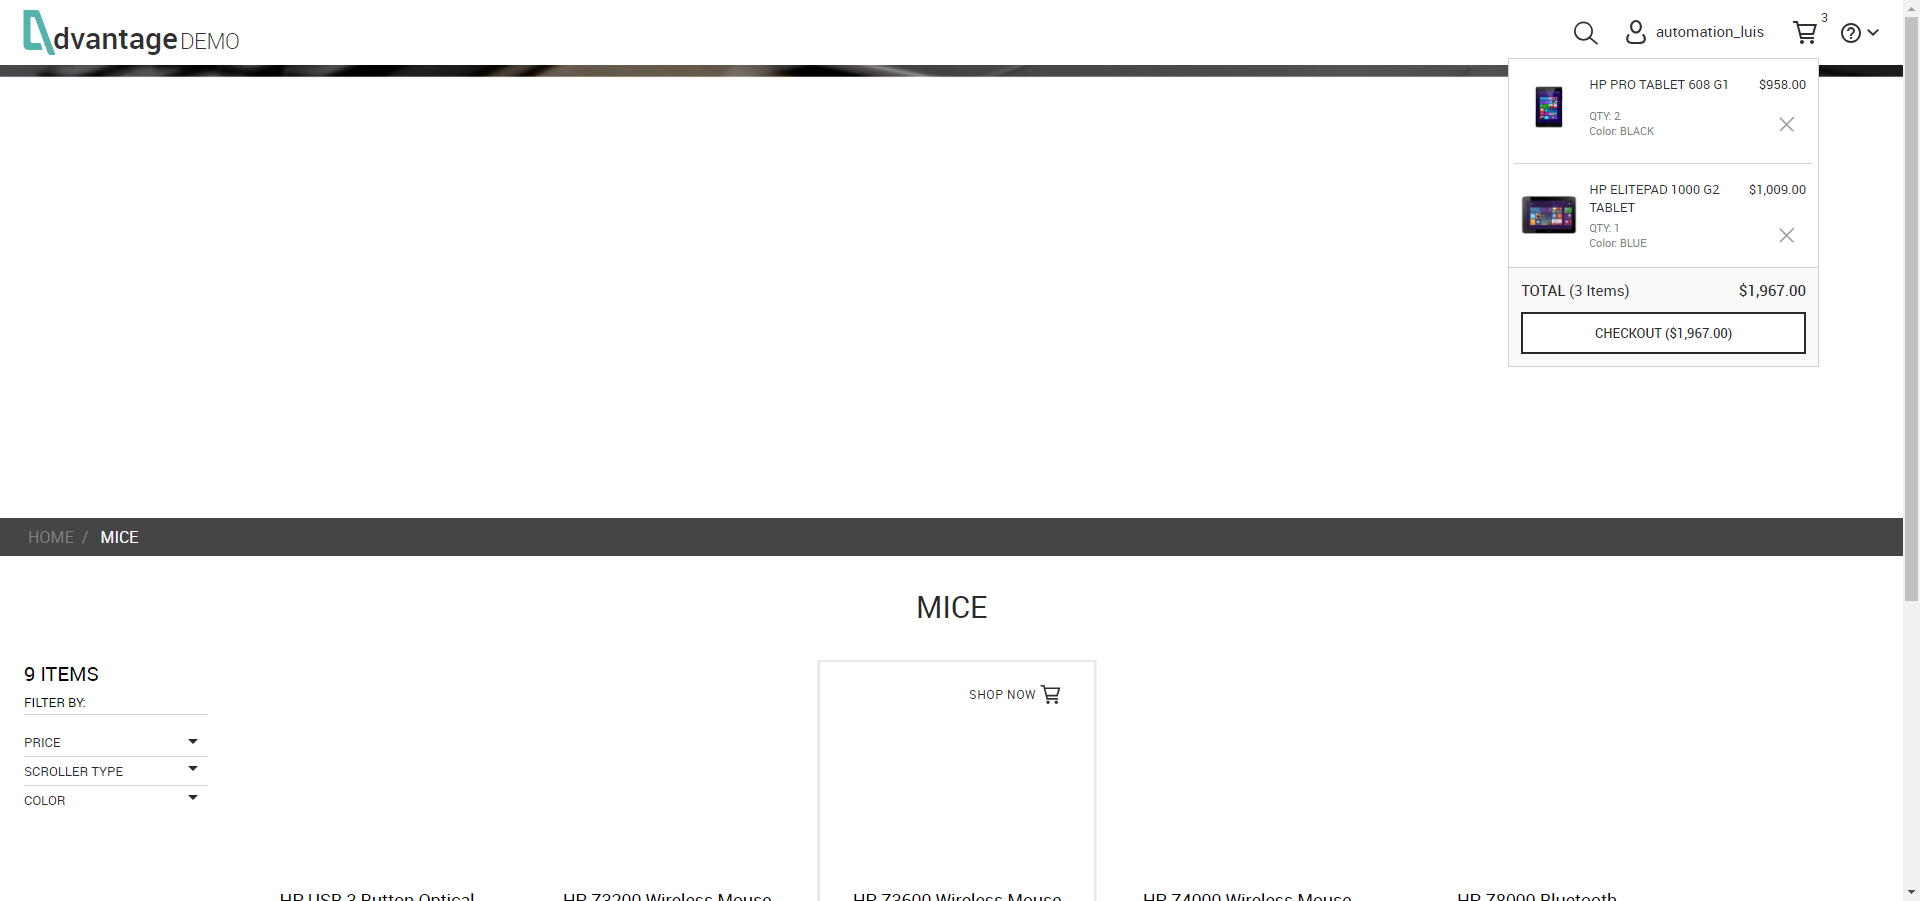 dvantage DEMO
automation_luis
3
HP PRO TABLET 608 G1 $958.00
QTY: 2
Color: BLACK
HP ELITEPAD 1000 G2 $1,009.00
TABLET
QTY: 1
Color: BLUE
TOTAL (3 Items) $1,967.00
CHECKOUT ($1,967.00)
HOME / MICE
MICE
9 ITEMS
FILTER BY:
PRICE
SCROLLER TYPE
COLOR
SHOP NOW
HP USB 3 Button Optical
HP Z3200 Wireless Mouse
HP Z3600 Wireless Mouse
HP Z4000 Wireless Mouse
HP Z8000 Bluetooth